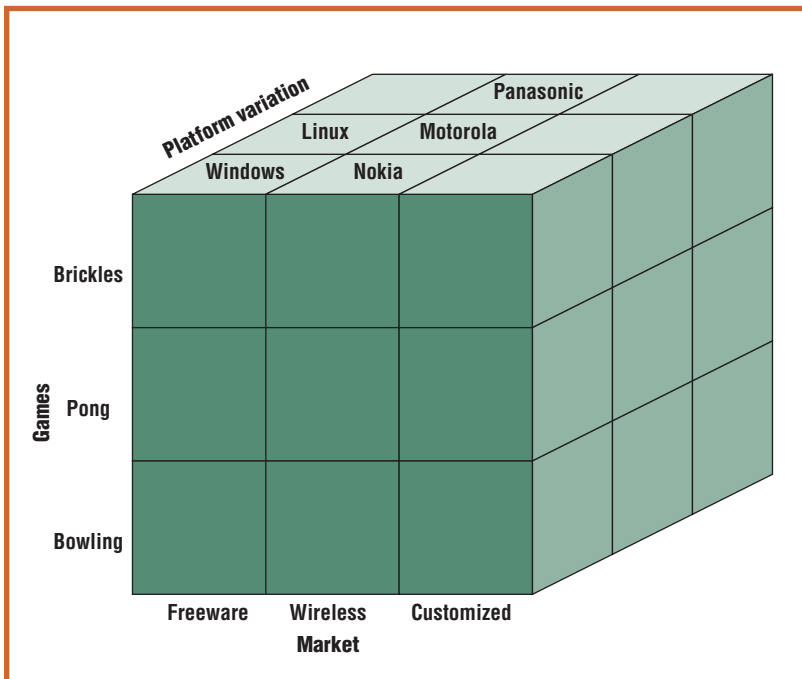 Platform variation
Panasonic
Linux Motorola
Windows Nokia
Brickles
Games
Pong
Bowling
Freeware Wireless Customized
Market